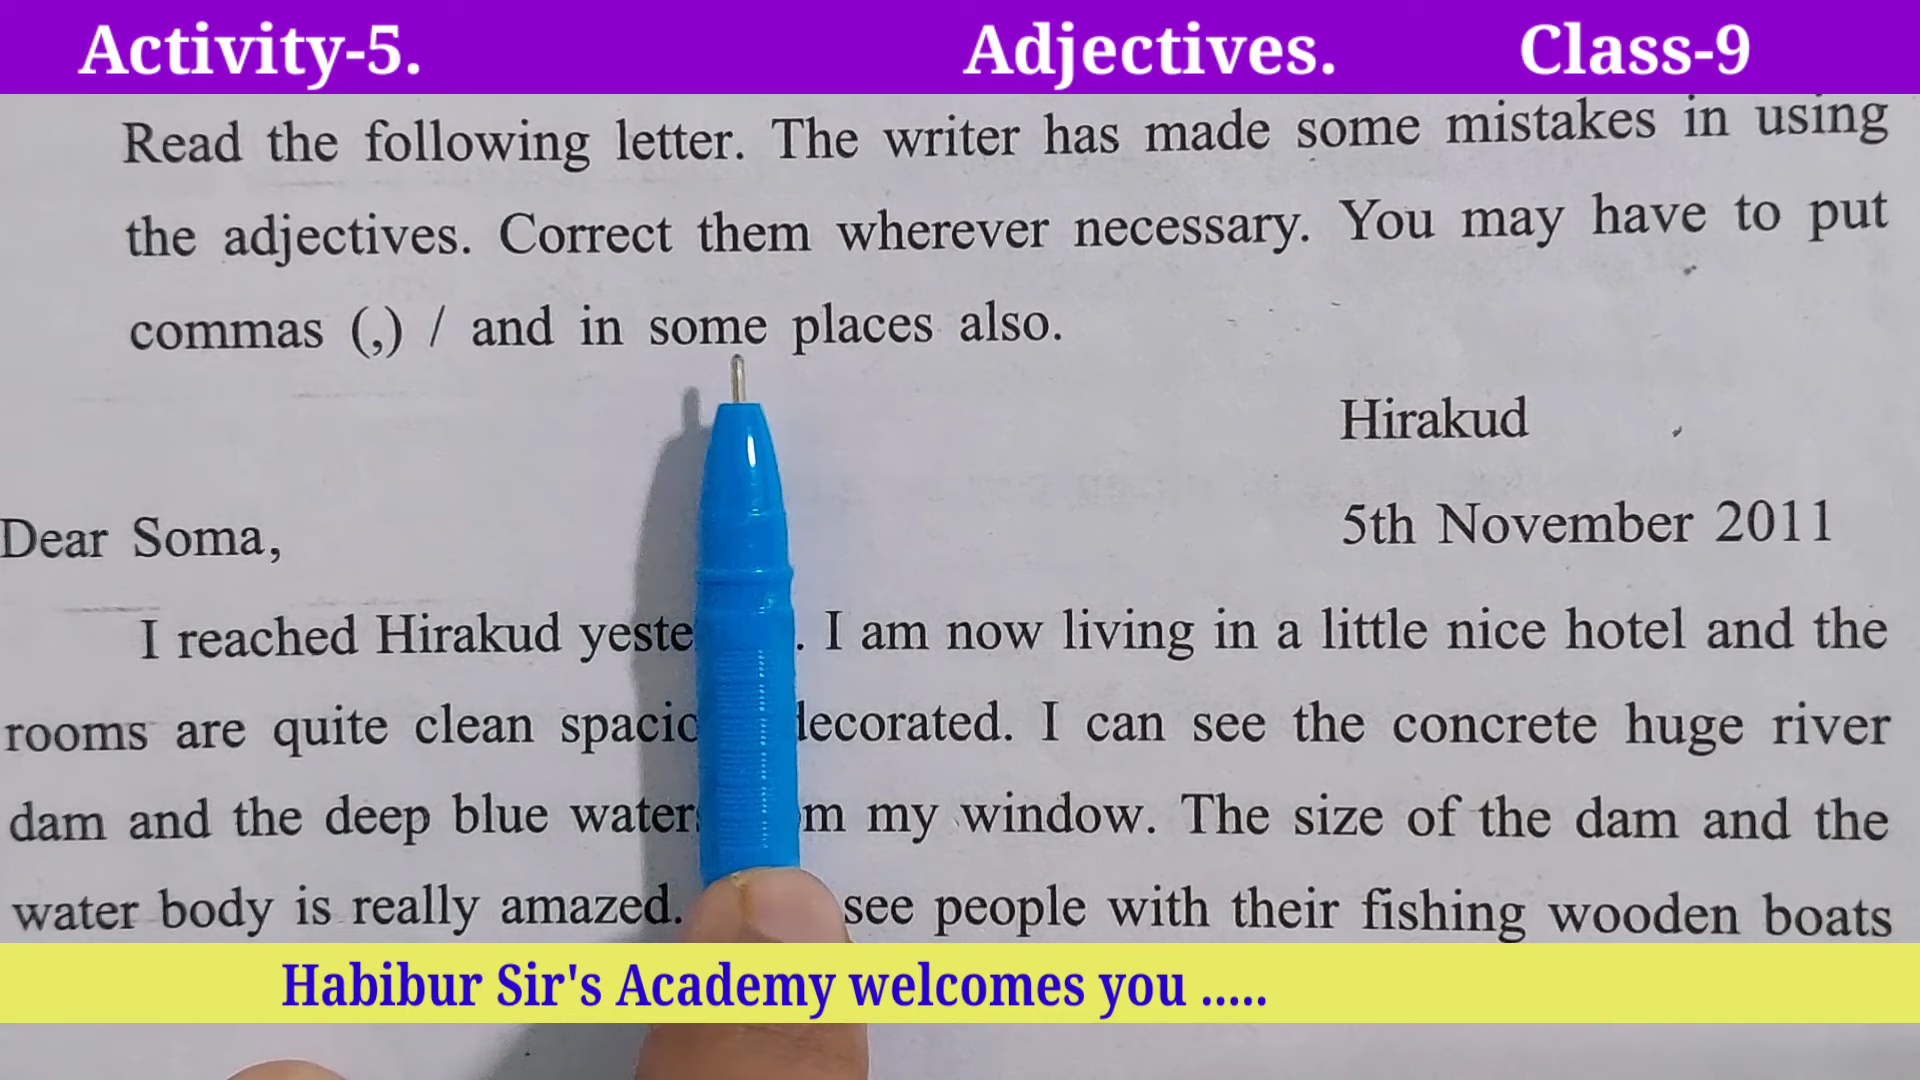 Activity-5. Adjectives. Class-9
Read the following letter. The writer has made some mistakes in using
the adjectives. Correct them wherever necessary. You may have to put
commas (,) / and in some places also.
Hirakud
5th November 2011
Dear Soma,
I reached Hirakud . I am now living in a little nice hotel and the
rooms are quite clean . I can see the concrete huge river
dam and the deep blue my window. The size of the dam and the
water body is really amazed. see people with their fishing wooden boats
Habibur Sir's Academy welcomes you .....